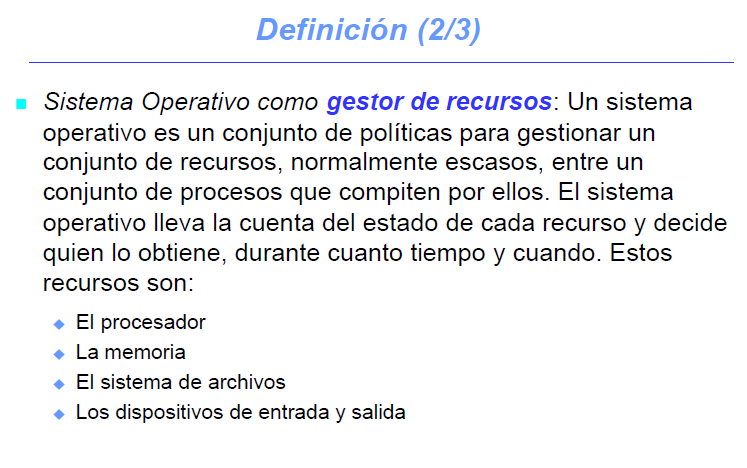 Definición (2/3)
Sistema Operativo como gestor de recursos: Un sistema
operativo es un conjunto de políticas para gestionar un
conjunto de recursos, normalmente escasos, entre un
conjunto de procesos que compiten por ellos. El sistema
operativo lleva la cuenta del estado de cada recurso y decide
quien lo obtiene, durante cuanto tiempo y cuando. Estos
recursos son:
El procesador
La memoria
El sistema de archivos
Los dispositivos de entrada y salida